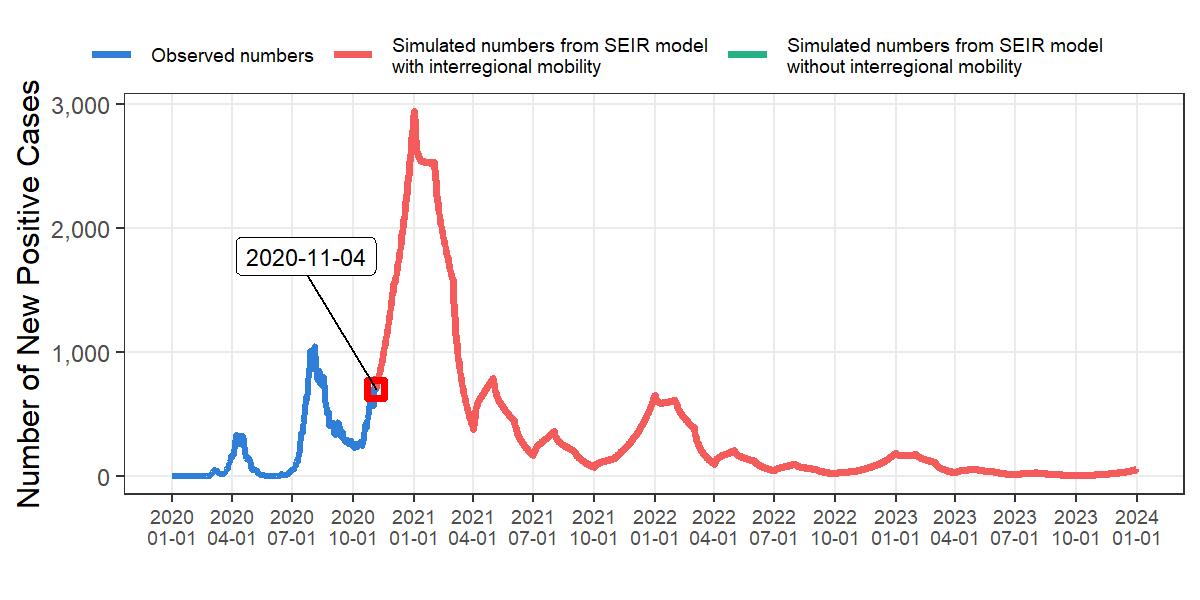 Observed numbers
Simulated numbers from SEIR model
with interregional mobility
Simulated numbers from SEIR model
without interregional mobility
Number of New Positive Cases
3,000
2,000
1,000
0
2020-11-04
2020 2020 2020 2020 2021 2021 2021 2021 2022 2022 2022 2022 2023 2023 2023 2023 2024
01-01 04-01 07-01 10-01 01-01 04-01 07-01 10-01 01-01 04-01 07-01 10-01 01-01 04-01 07-01 10-01 01-01